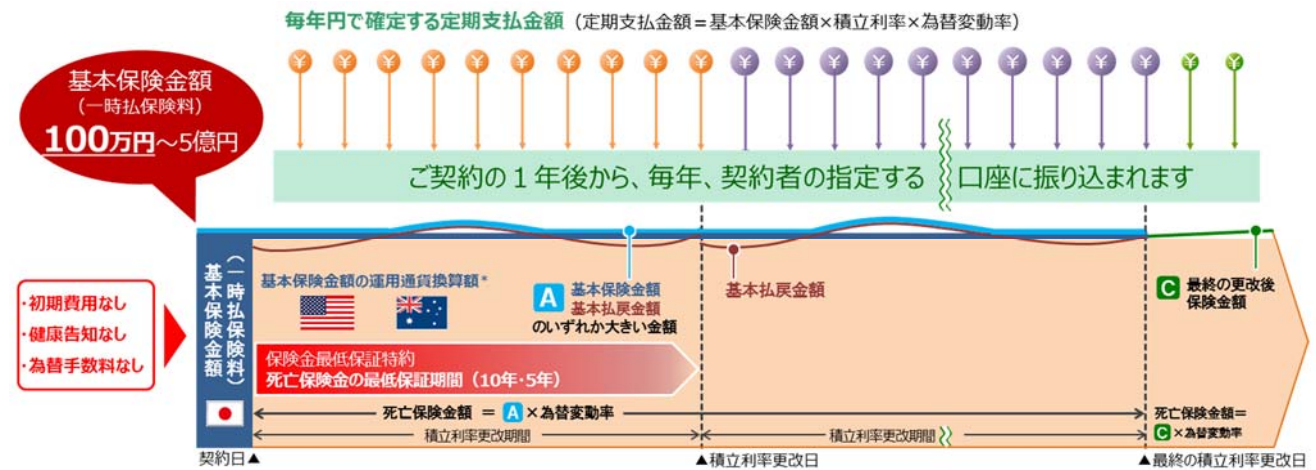 毎年円で確定する定期支払金額（定期支払金額＝基本保険金額×積立利率×為替変動率）
¥ ¥ ¥ ¥ ¥ ¥ ¥ ¥ ¥ ¥ ¥ ¥ ¥ ¥ ¥ ¥ ¥ ¥ ¥ ¥ ¥ ¥
基本保険金額
（一時払保険料）
100万円～5億円
ご契約の1年後から、毎年、契約者の指定する 口座に振り込まれます
・初期費用なし
・健康告知なし
・為替手数料なし
（一時払保険料）
基本保険金額
基本保険金額の運用通貨換算額*
A 基本保険金額
基本払戻金額
のいずれか大きい金額
基本払戻金額
C 最終の更改後
保険金額
保険金最低保証特約
死亡保険金の最低保証期間（10年・5年）
死亡保険金額 ＝ A ×為替変動率
死亡保険金額＝
C ×為替変動率
積立利率更改期間
積立利率更改期間
契約日▲
▲積立利率更改日
▲最終の積立利率更改日